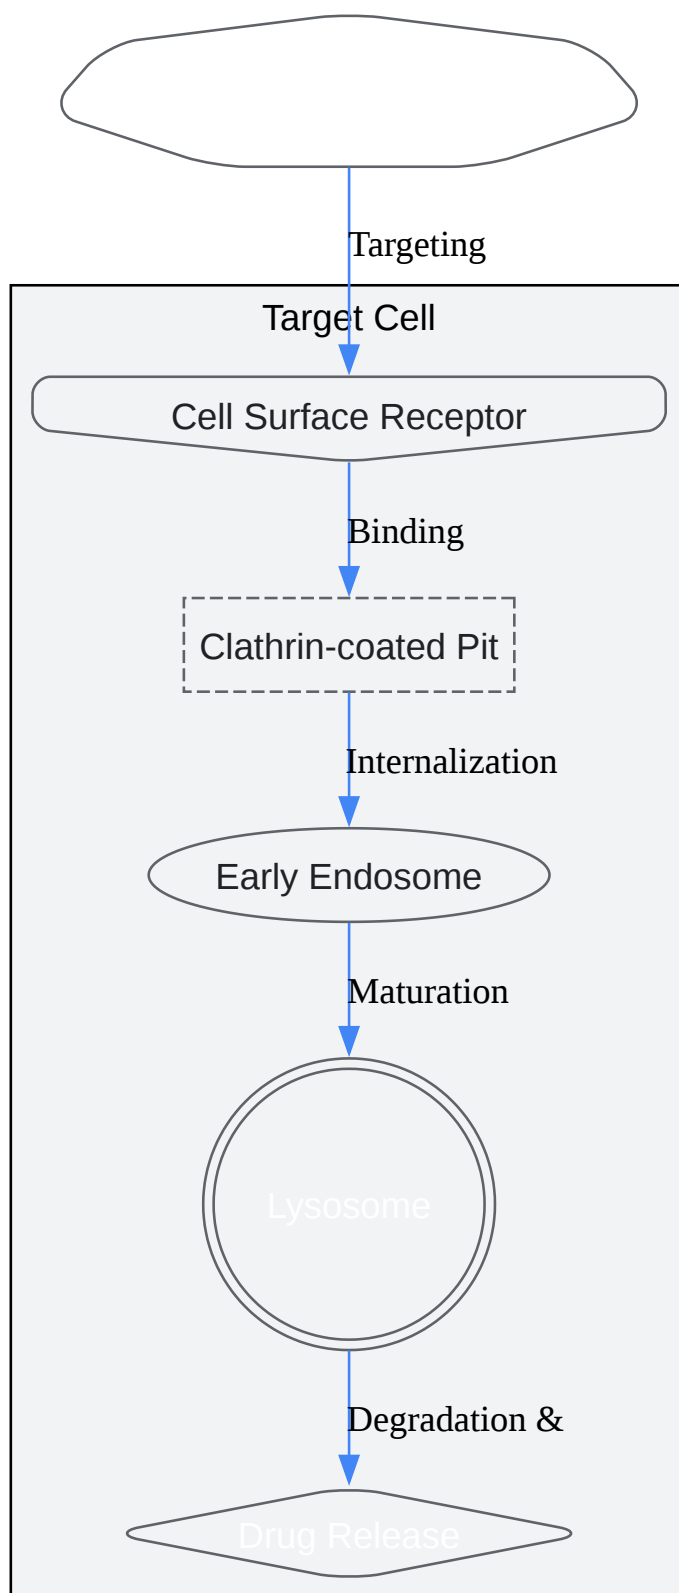 Targeting
Target Cell
Cell Surface Receptor
Binding
Clathrin-coated Pit
Internalization
Early Endosome
Maturation
Lysosome
Degradation &
Drug Release